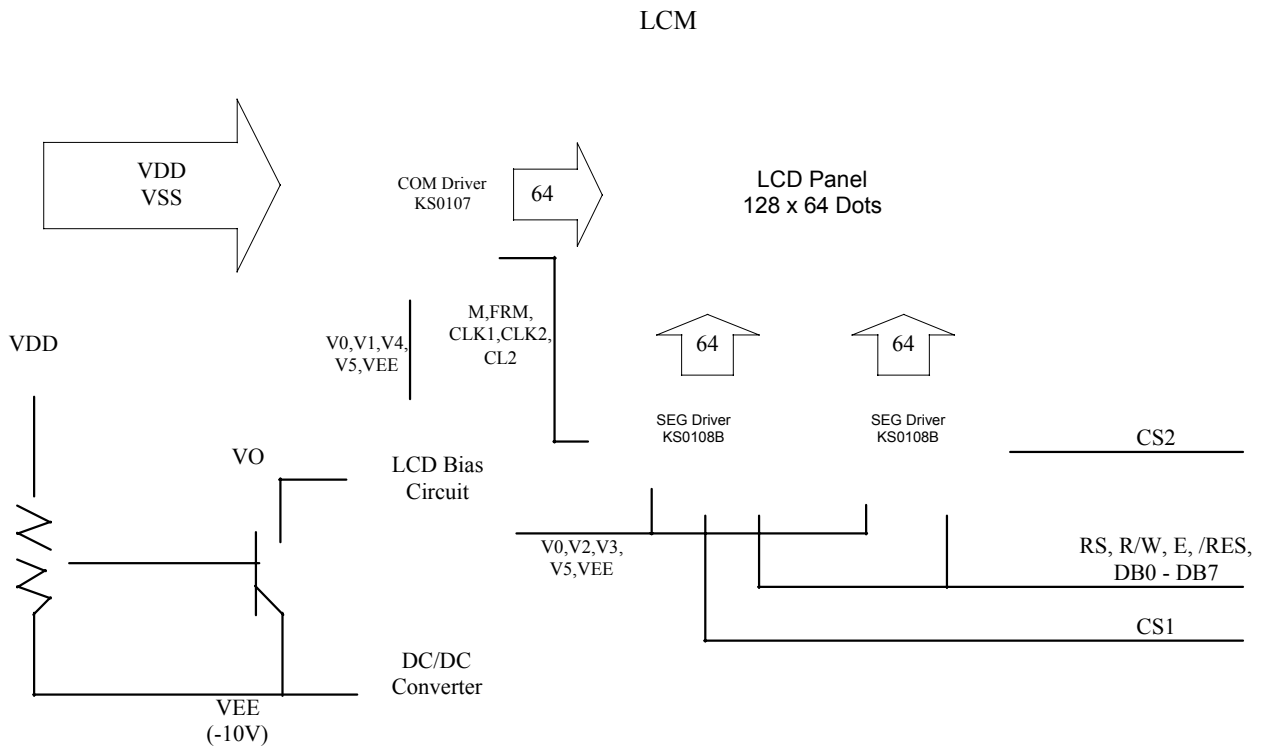 LCM
VDD
VSS
COM Driver
KS0107
64
LCD Panel
128 x 64 Dots
VDD
V0,V1,V4,
V5,VEE
M,FRM,
CLK1,CLK2,
CL2
64
64
SEG Driver
KS0108B
SEG Driver
KS0108B
CS2
VO
LCD Bias
Circuit
V0,V2,V3,
V5,VEE
RS, R/W, E, /RES,
DB0 - DB7
CS1
DC/DC
Converter
VEE
(-10V)